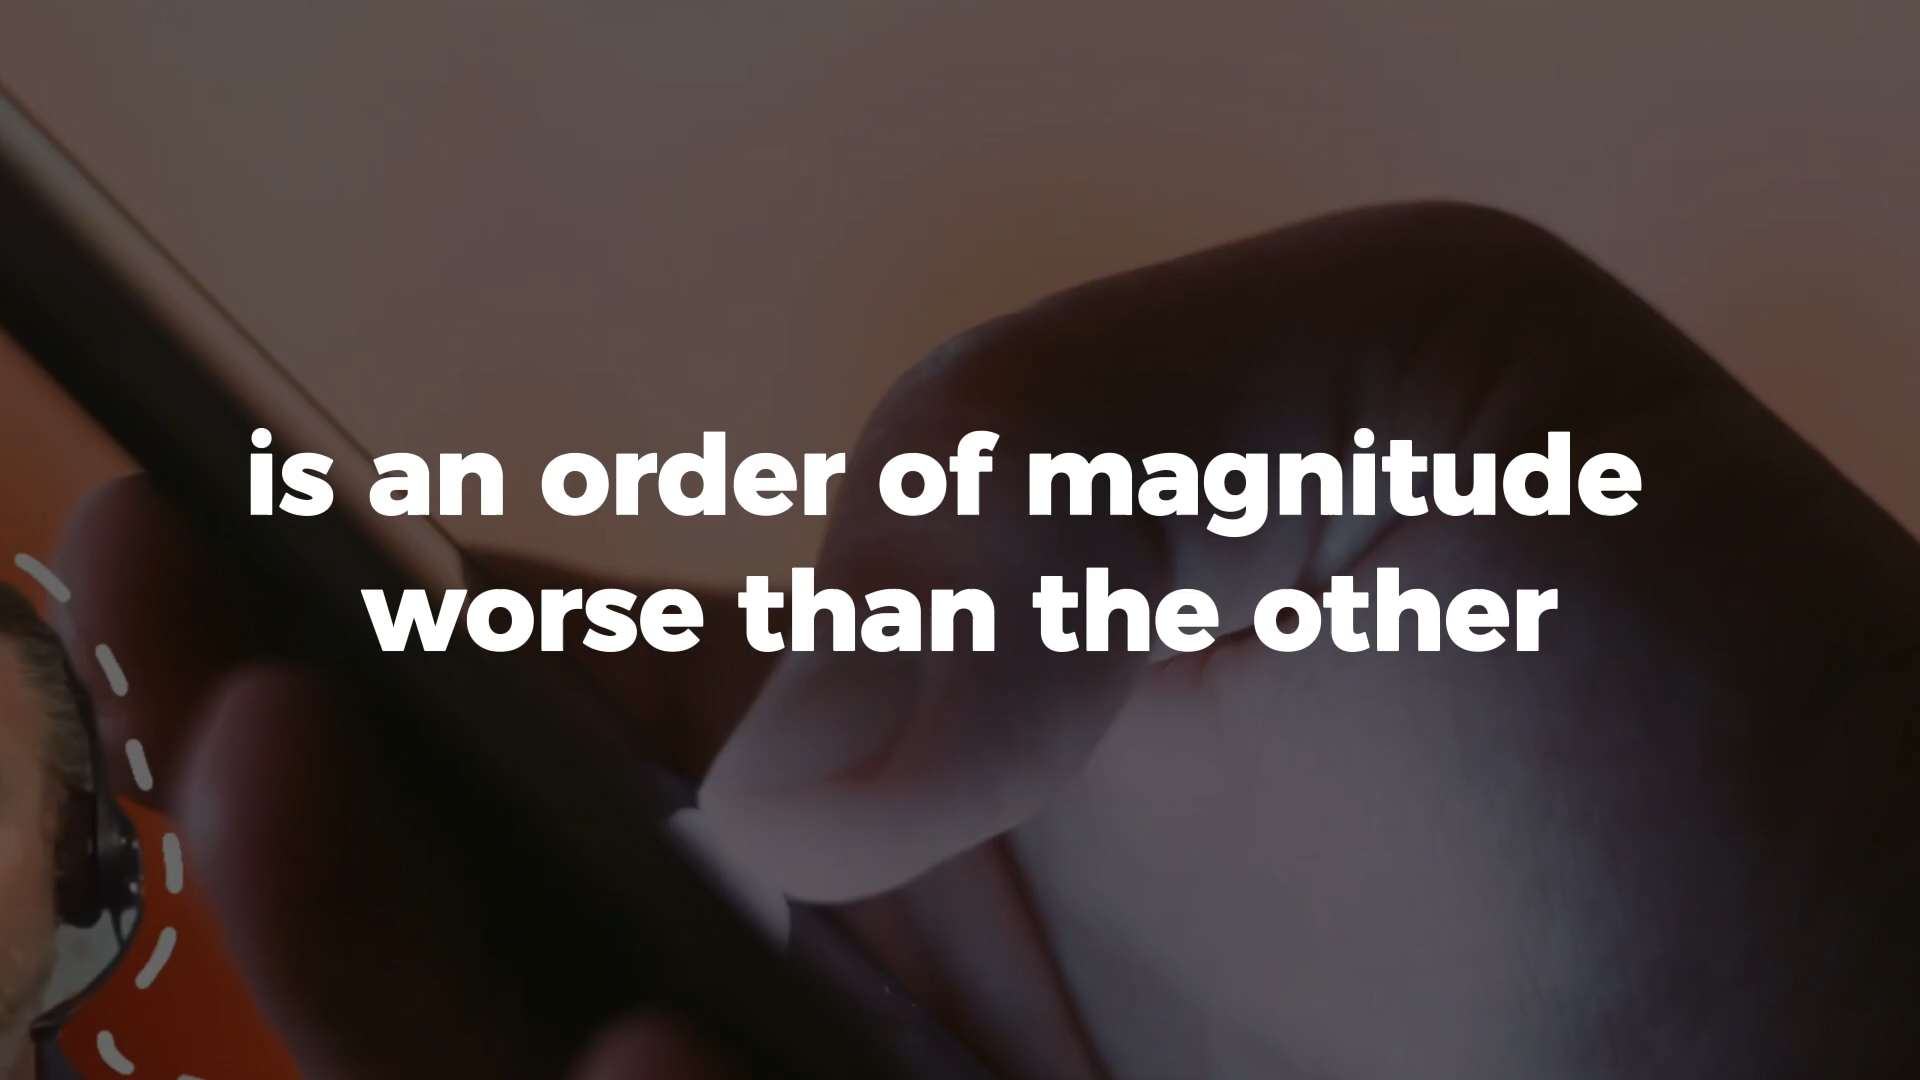 is an order of magnitude
worse than the other